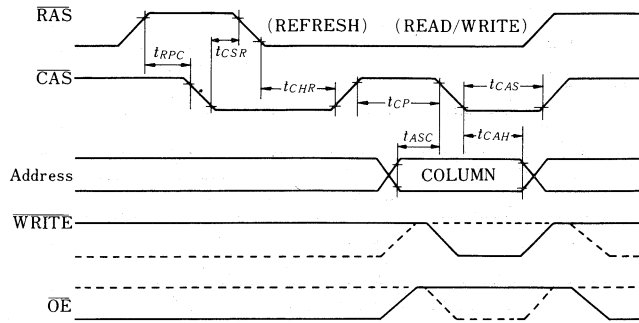 RAS
(REFRESH) (READ/WRITE)
tRPC tCSR
CAS
tCHR tCAS
tCP
tASC tCAH
Address COLUMN
WRITE
OE